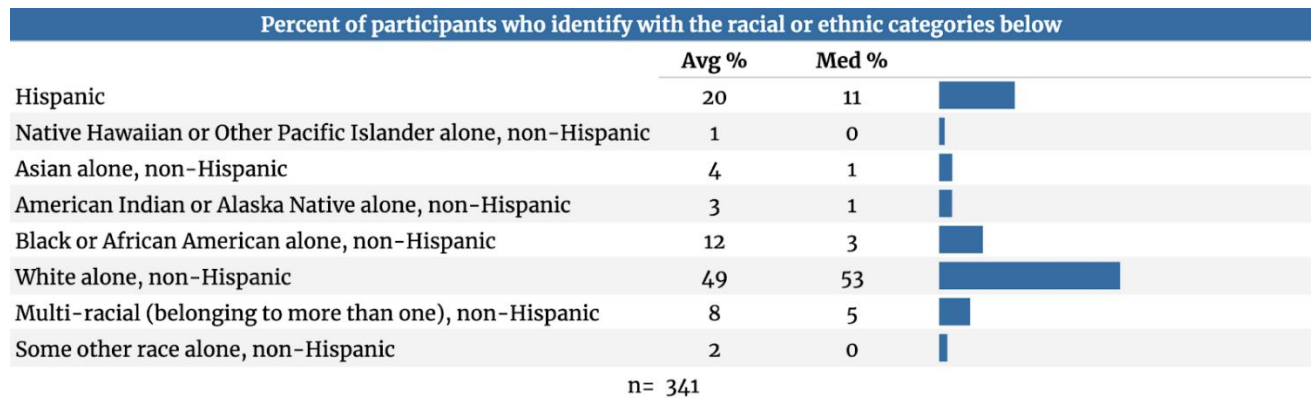 Percent of participants who identify with the racial or ethnic categories below
Avg % Med %
Hispanic 20 11
Native Hawaiian or Other Pacific Islander alone, non-Hispanic 1 0
Asian alone, non-Hispanic 4 1
American Indian or Alaska Native alone, non-Hispanic 3 1
Black or African American alone, non-Hispanic 12 3
White alone, non-Hispanic 49 53
Multi-racial (belonging to more than one), non-Hispanic 8 5
Some other race alone, non-Hispanic 2 0
n= 341